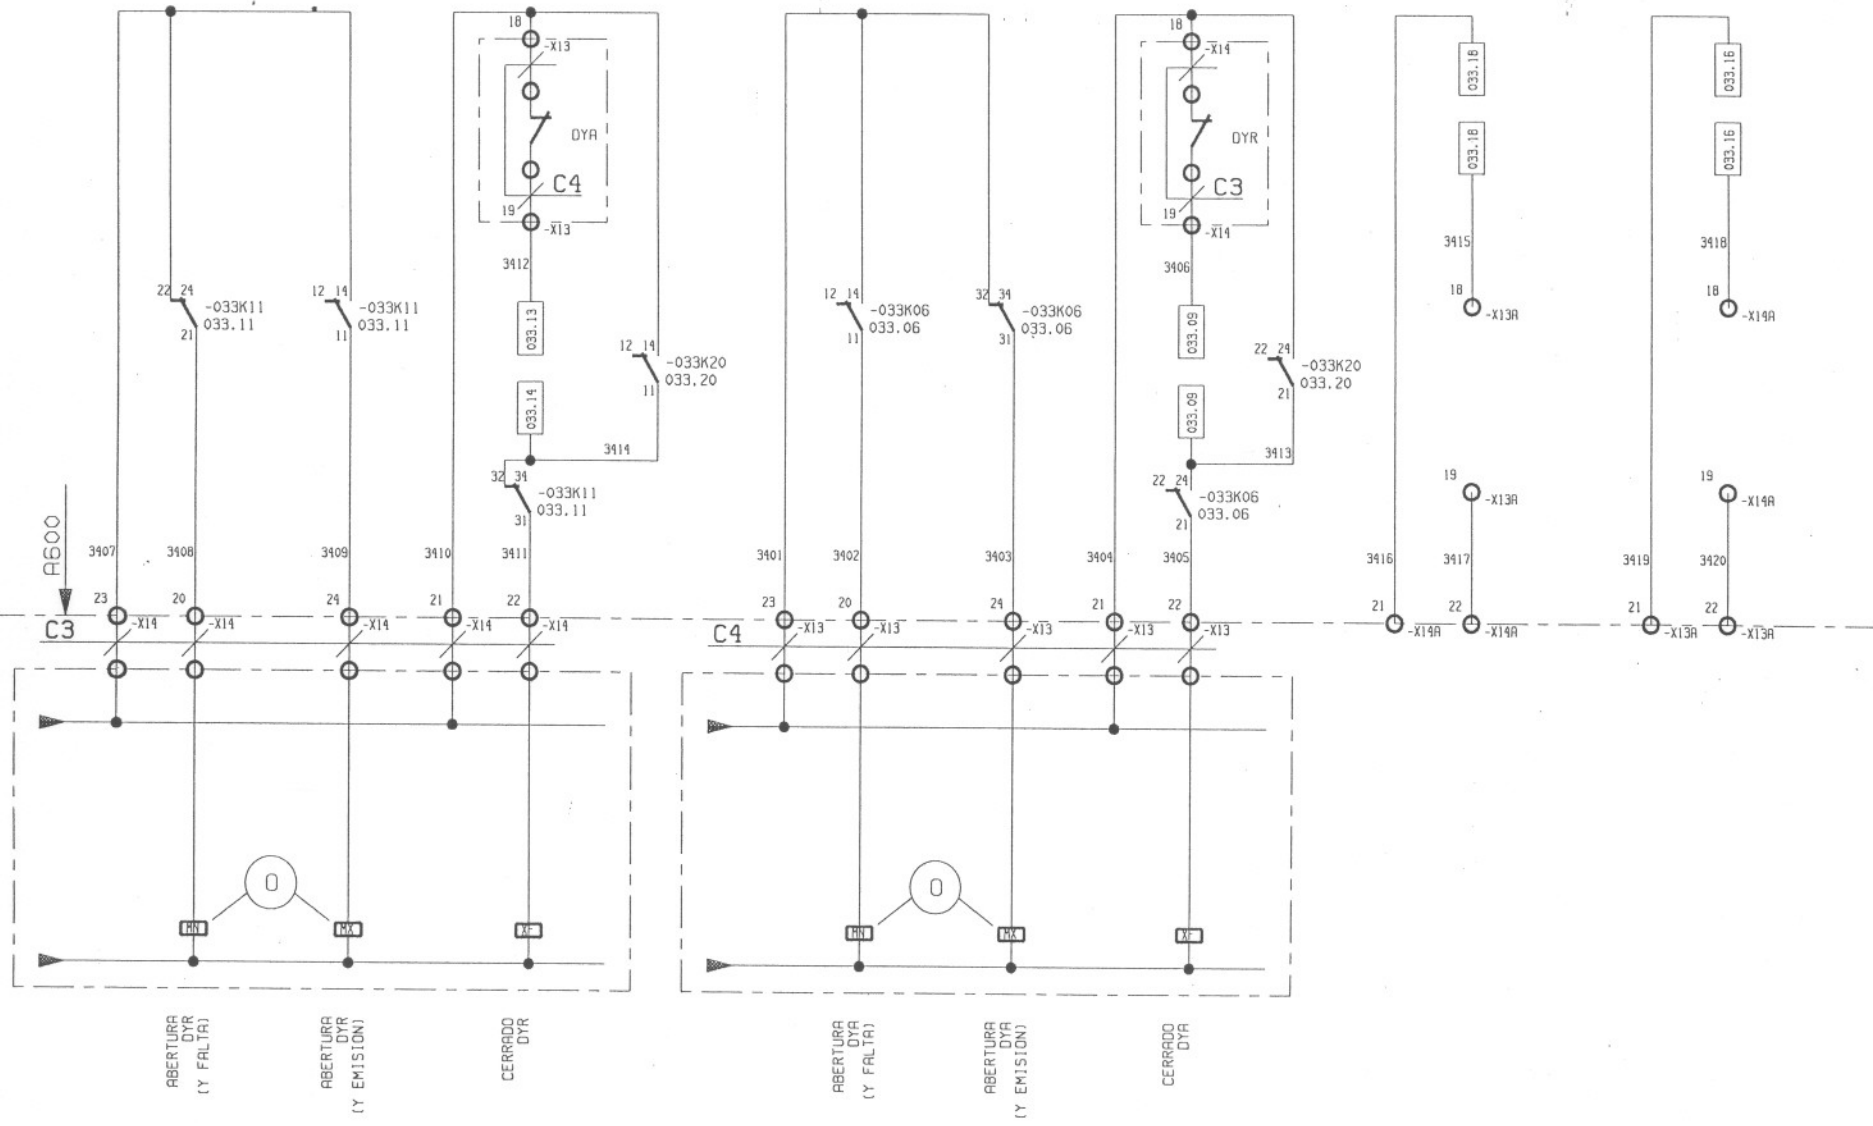 18
-X13
DYA
C4
19
-X13
3412
22 24
-033K11
033.11
21
12 14
-033K11
033.11
11
033.13
12 14
-033K20
033.20
11
033.14
3414
32 34
-033K11
033.11
31
18
-X14
DYR
C3
19
-X14
3406
12 14
-033K06
033.06
11
32 34
-033K06
033.06
31
033.09
22 24
-033K20
033.20
21
033.09
3413
22 24
-033K06
033.06
21
033.18
033.18
3415
18
-X13A
19
-X13A
033.16
033.16
3418
18
-X14A
19
-X14A
A600
3407
3408
3409
3410
3411
3401
3402
3403
3404
3405
3416
3417
3419
3420
C3
23
-X14
20
-X14
24
-X14
21
-X14
22
-X14
C4
23
-X13
20
-X13
24
-X13
21
-X13
22
-X13
21
-X14A
22
-X14A
21
-X13A
22
-X13A
O
MN
MX
XF
O
MN
MX
XF
ABERTURA
DYR
(Y FALTA)
ABERTURA
DYR
(Y EMISION)
CERRADO
DYR
ABERTURA
DYA
(Y FALTA)
ABERTURA
DYA
(Y EMISION)
CERRADO
DYA